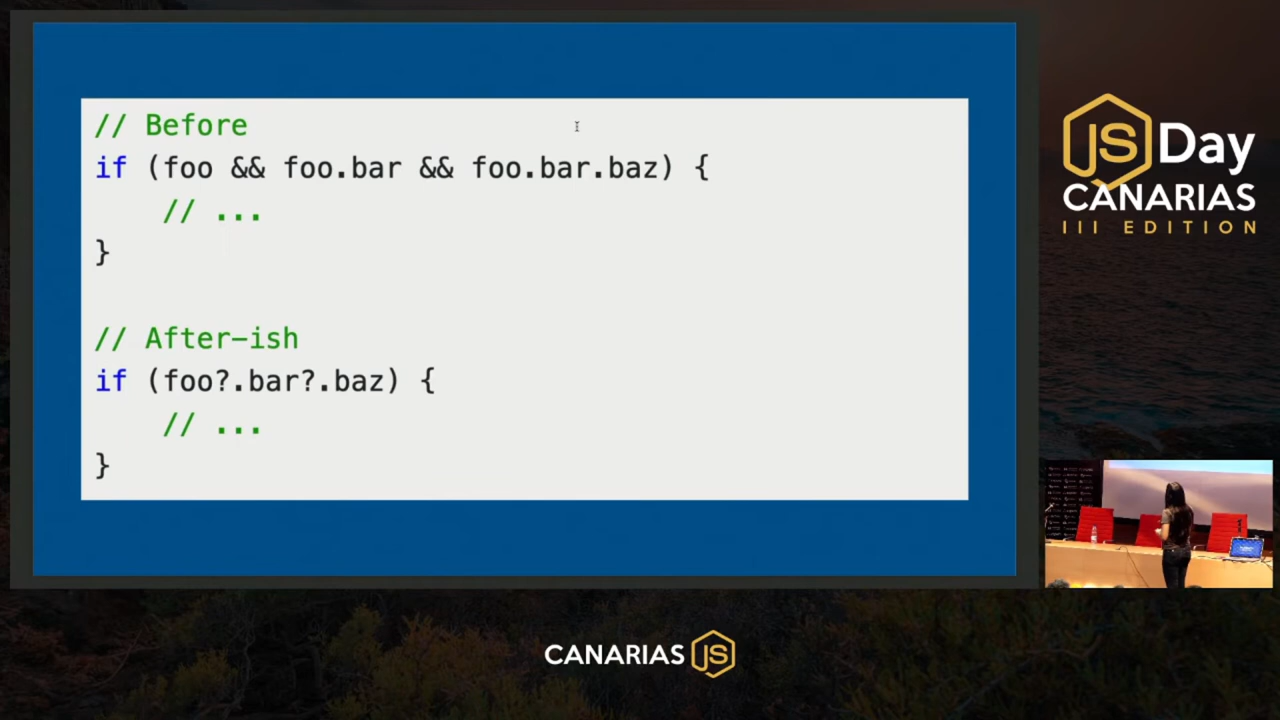 // Before
if (foo && foo.bar && foo.bar.baz) {
    // ...
}
// After-ish
if (foo?.bar?.baz) {
    // ...
}
JS Day
CANARIAS
III EDITION
CANARIAS JS